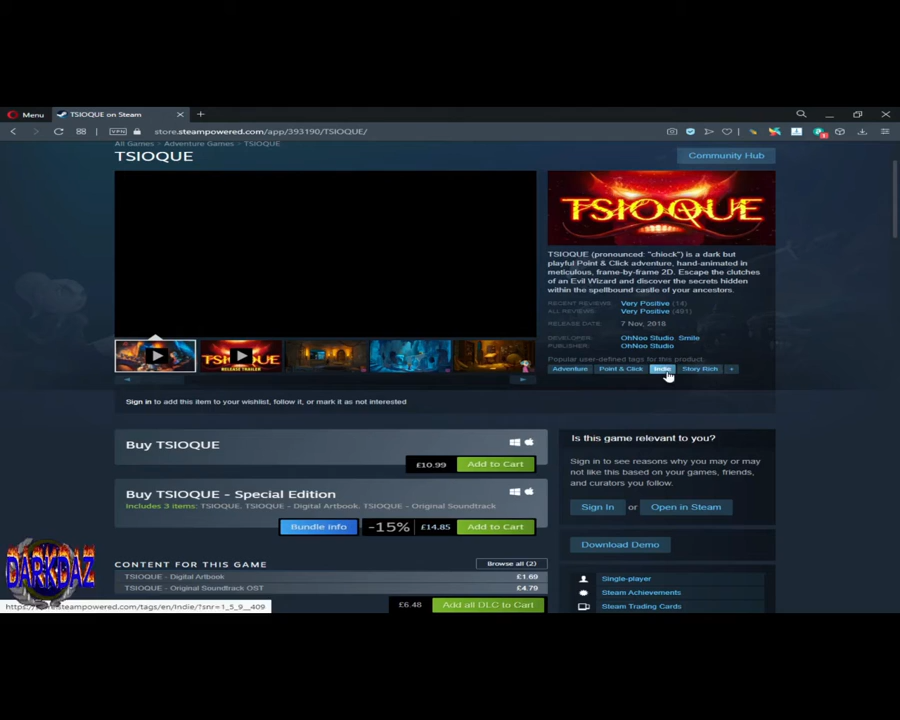 Menu
TSIOQUE on Steam
VPN
store.steampowered.com/app/393190/TSIOQUE/
All Games > Adventure Games > TSIOQUE
TSIOQUE
Community Hub
TSIOQUE
TSIOQUE (pronounced: "chiock") is a dark but
playful Point & Click adventure, hand-animated in
meticulous, frame-by-frame 2D. Escape the clutches
of an Evil Wizard and discover the secrets hidden
within the spellbound castle of your ancestors.
RECENT REVIEWS: Very Positive (14)
ALL REVIEWS: Very Positive (491)
RELEASE DATE: 7 Nov, 2018
DEVELOPER: OhNoo Studio Smile
PUBLISHER: OhNoo Studio
TSIOQUE
RELEASE TRAILER
Popular user-defined tags for this product:
Adventure Point & Click Indie Story Rich +
Sign in to add this item to your wishlist, follow it, or mark it as not interested
Buy TSIOQUE
£10.99 Add to Cart
Buy TSIOQUE - Special Edition
Includes 3 items: TSIOQUE, TSIOQUE - Digital Artbook, TSIOQUE - Original Soundtrack
Bundle info -15% £14.85 Add to Cart
CONTENT FOR THIS GAME Browse all (2)
TSIOQUE - Digital Artbook £1.69
TSIOQUE - Original Soundtrack OST £4.79
£6.48 Add all DLC to Cart
Is this game relevant to you?
Sign in to see reasons why you may or may
not like this based on your games, friends,
and curators you follow.
Sign In or Open in Steam
Download Demo
Single-player
Steam Achievements
Steam Trading Cards
DARKDAZ